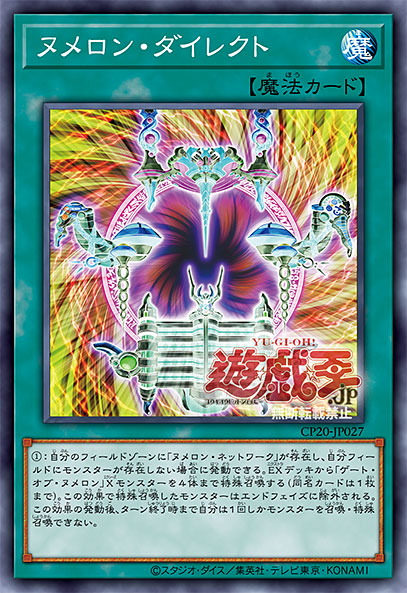 ヌメロン・ダイレクト
魔
【魔法カード】
YU-GI-OH!
遊戯王.JP
無断転載禁止
CP20-JP027
①:自分のフィールドゾーンに「ヌメロン・ネットワーク」が存在し、自分フィー
ルドにモンスターが存在しない場合に発動できる。EXデッキから「ゲート・
オブ・ヌメロン」Xモンスターを4体まで特殊召喚する(同名カードは1枚
まで)。この効果で特殊召喚したモンスターはエンドフェイズに除外される。
この効果の発動後、ターン終了時まで自分は1回しかモンスターを召喚・特殊
召喚できない。
©スタジオ・ダイス/集英社・テレビ東京・KONAMI